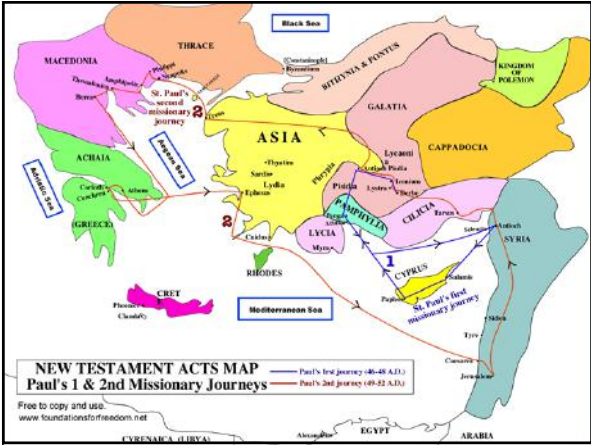 Black Sea
THRACE
MACEDONIA
(Constantinople)
Byzantium
BITHYNIA & PONTUS
KINGDOM
OF
POLEMON
Philippi
Neapolis
Amphipolis
Thessalonica
Berea
St. Paul's
second
missionary
journey
2
Troas
GALATIA
ASIA
CAPPADOCIA
Aegean Sea
Adriatic Sea
ACHAIA
Corinth
Cenchrea
Athens
(GREECE)
Thyatira
Sardis
Lydia
Ephesus
Phrygia
Antioch Pisidia
Pisidia
Iconium
Lystra
Derbe
PAMPHYLIA
CILICIA
Tarsus
LYCIA
Myra
2
Cnidus
RHODES
Seleucia
Antioch
SYRIA
1
CYPRUS
Salamis
Paphos
St. Paul's first
missionary journey
CRET
Phoenix
Mediterranean Sea
Sidon
Tyre
Caesarea
Jerusalem
NEW TESTAMENT ACTS MAP
Paul's 1 & 2nd Missionary Journeys
Paul's first journey (46-48 A.D.)
Paul's 2nd journey (49-52 A.D.)
Free to copy and use.
www.foundationsforfreedom.net
CYRENAICA (LIBYA)
Alexandria
EGYPT
ARABIA